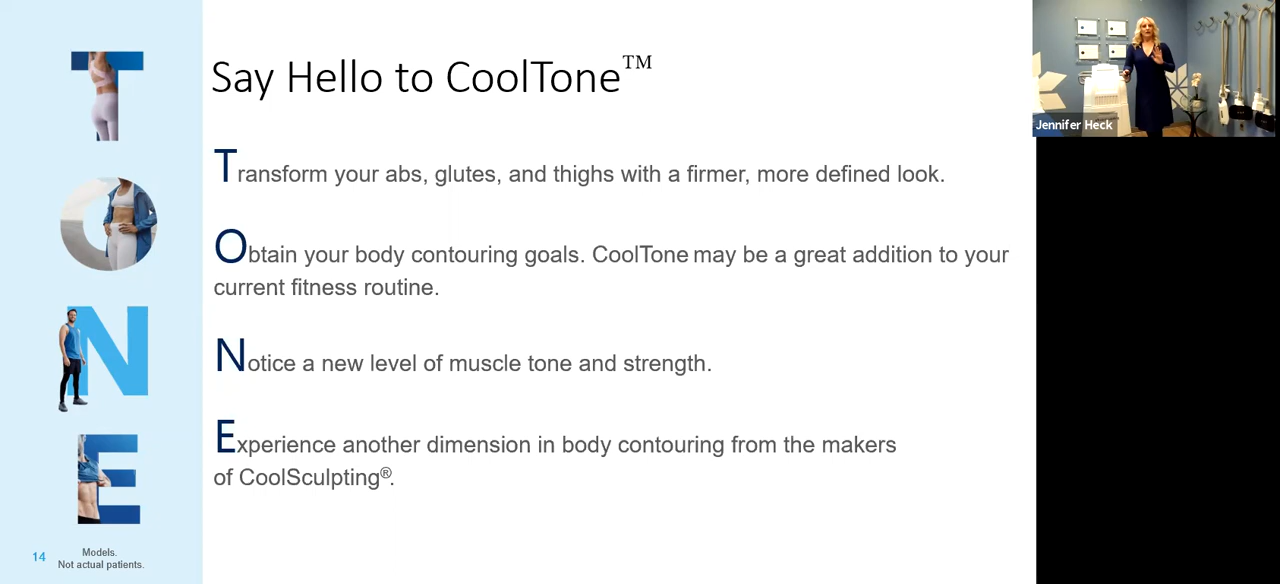 T
O
N
E
Say Hello to CoolTone™
Transform your abs, glutes, and thighs with a firmer, more defined look.
Obtain your body contouring goals. CoolTone may be a great addition to your
current fitness routine.
Notice a new level of muscle tone and strength.
Experience another dimension in body contouring from the makers
of CoolSculpting®.
14
Models.
Not actual patients.
Jennifer Heck